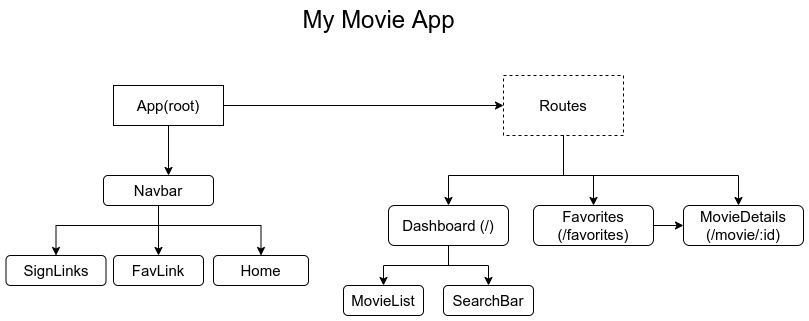 My Movie App
App(root)
Routes
Navbar
Dashboard (/)
Favorites
(/favorites)
MovieDetails
(/movie/:id)
SignLinks
FavLink
Home
MovieList
SearchBar